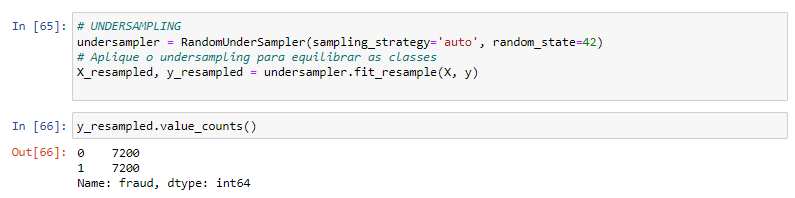 In [65]: # UNDERSAMPLING
undersampler = RandomUnderSampler(sampling_strategy='auto', random_state=42)
# Aplique o undersampling para equilibrar as classes
X_resampled, y_resampled = undersampler.fit_resample(X, y)
In [66]: y_resampled.value_counts()
Out[66]: 0    7200
1    7200
Name: fraud, dtype: int64